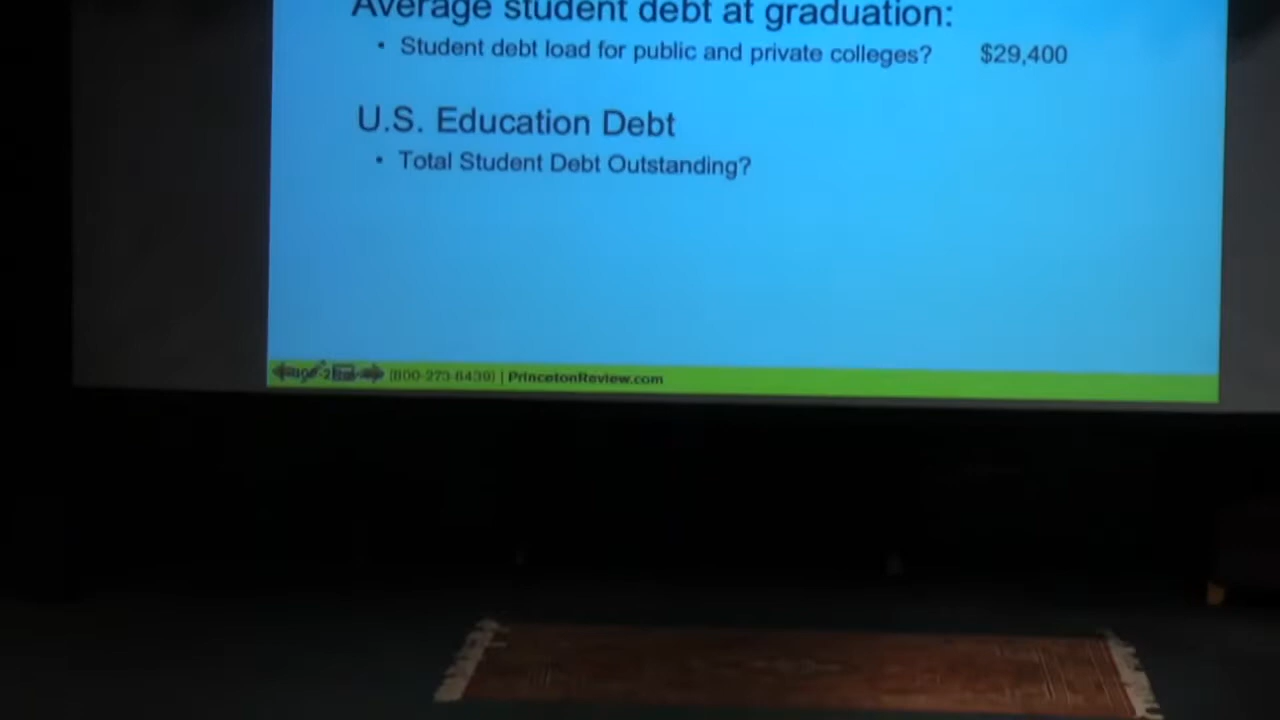 Average student debt at graduation:
• Student debt load for public and private colleges? $29,400
U.S. Education Debt
• Total Student Debt Outstanding?
| PrincetonReview.com